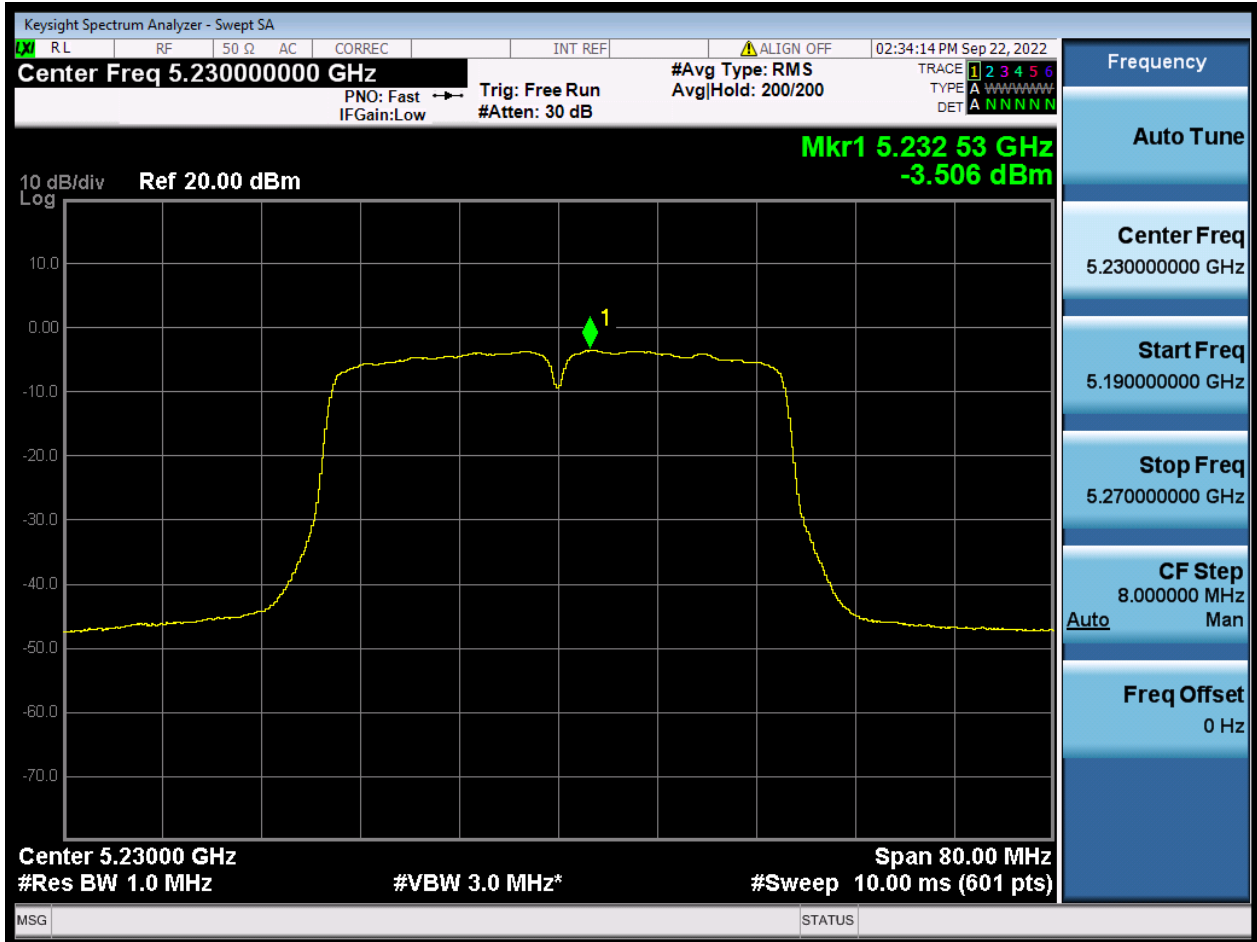 Keysight Spectrum Analyzer - Swept SA
LXI RL RF 50 Ω AC CORREC INT REF ALIGN OFF 02:34:14 PM Sep 22, 2022
Center Freq 5.230000000 GHz
PNO: Fast
IFGain:Low
Trig: Free Run
#Atten: 30 dB
#Avg Type: RMS
Avg|Hold: 200/200
TRACE 1 2 3 4 5 6
TYPE A WWWWW
DET A N N N N N
Mkr1 5.232 53 GHz
-3.506 dBm
10 dB/div Ref 20.00 dBm
Log
10.0
0.00
-10.0
-20.0
-30.0
-40.0
-50.0
-60.0
-70.0
1
Center 5.23000 GHz Span 80.00 MHz
#Res BW 1.0 MHz #VBW 3.0 MHz* #Sweep 10.00 ms (601 pts)
MSG STATUS
Frequency
Auto Tune
Center Freq
5.230000000 GHz
Start Freq
5.190000000 GHz
Stop Freq
5.270000000 GHz
CF Step
8.000000 MHz
Auto Man
Freq Offset
0 Hz